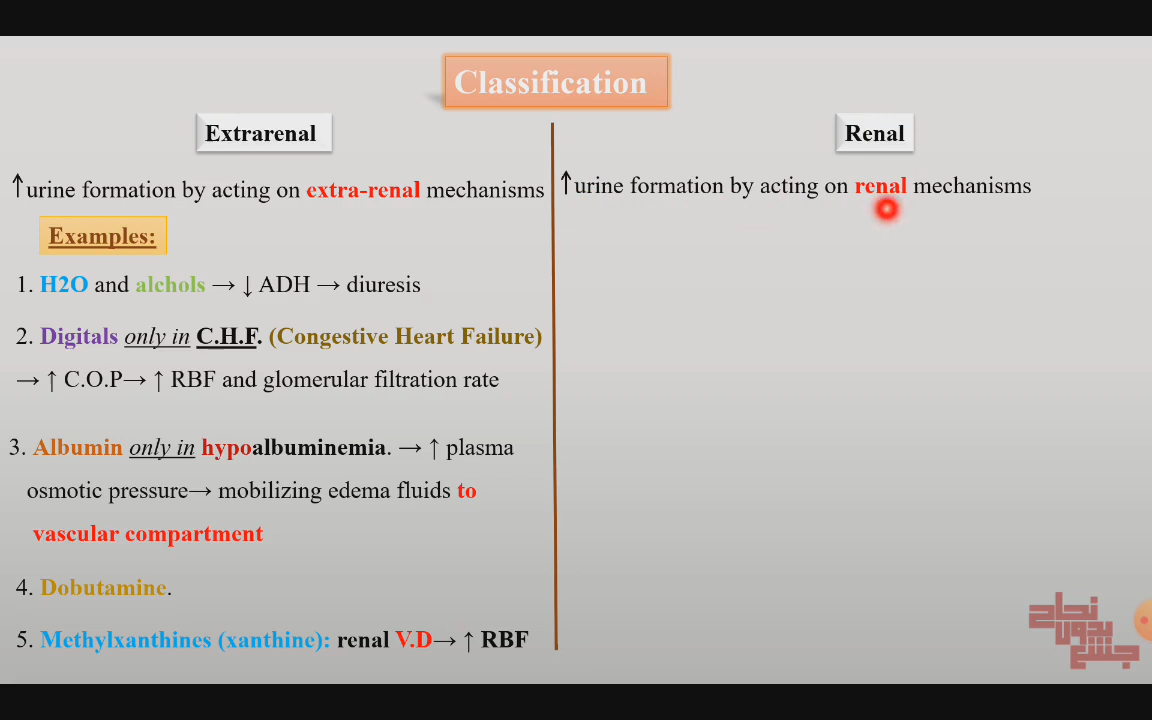 Classification
Extrarenal
↑urine formation by acting on extra-renal mechanisms
Examples:
1. H2O and alchols → ↓ ADH → diuresis
2. Digitals only in C.H.F. (Congestive Heart Failure)
→ ↑ C.O.P→ ↑ RBF and glomerular filtration rate
3. Albumin only in hypoalbuminemia. → ↑ plasma
osmotic pressure→ mobilizing edema fluids to
vascular compartment
4. Dobutamine.
5. Methylxanthines (xanthine): renal V.D→ ↑ RBF
Renal
↑urine formation by acting on renal mechanisms